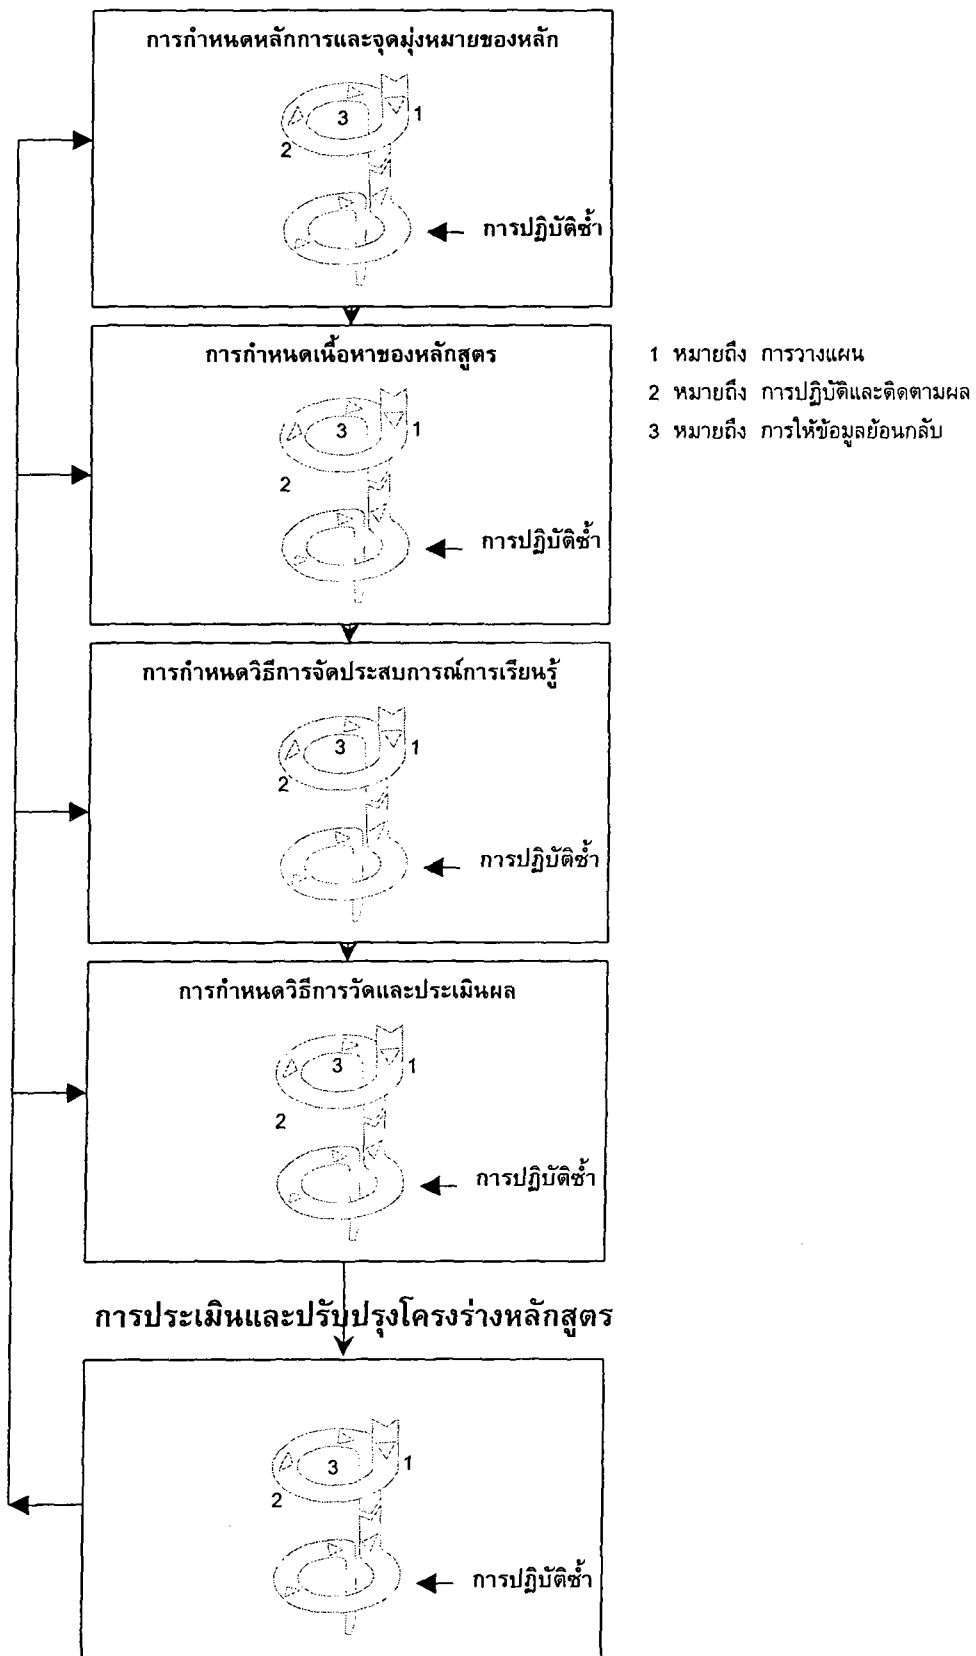 การกำหนดหลักการและจุดมุ่งหมายของหลัก
3
1
2
การปฏิบัติซ้ำ
การกำหนดเนื้อหาของหลักสูตร
3
1
2
การปฏิบัติซ้ำ
1 หมายถึง การวางแผน
2 หมายถึง การปฏิบัติและติดตามผล
3 หมายถึง การให้ข้อมูลย้อนกลับ
การกำหนดวิธีการจัดประสบการณ์การเรียนรู้
3
1
2
การปฏิบัติซ้ำ
การกำหนดวิธีการวัดและประเมินผล
3
1
2
การปฏิบัติซ้ำ
การประเมินและปรับปรุงโครงร่างหลักสูตร
3
1
2
การปฏิบัติซ้ำ